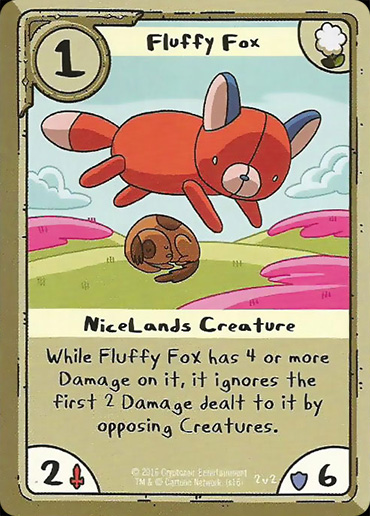 1
Fluffy Fox
NiceLands Creature
While Fluffy Fox has 4 or more
Damage on it, it ignores the
first 2 Damage dealt to it by
opposing Creatures.
2
© 2016 Cryptozoic Entertainment
TM & © Cartoon Network (s16)
2v2
6